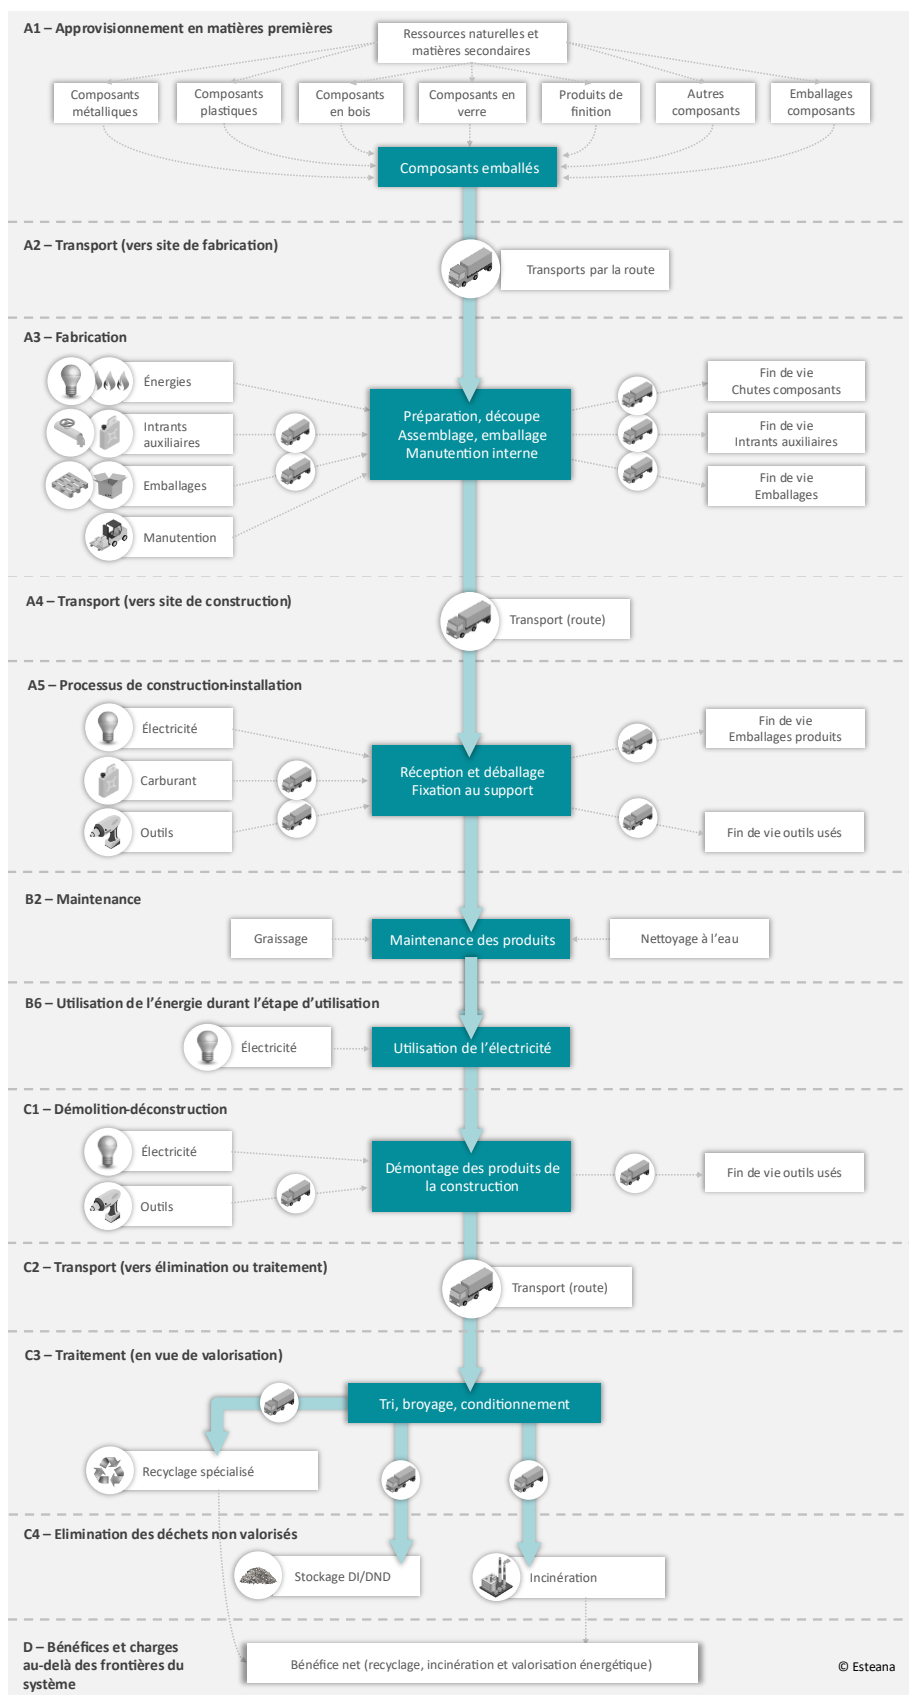 A1 – Approvisionnement en matières premières
Ressources naturelles et
matières secondaires
Composants
métalliques
Composants
plastiques
Composants
en bois
Composants en
verre
Produits de
finition
Autres
composants
Emballages
composants
Composants emballés
A2 – Transport (vers site de fabrication)
Transports par la route
A3 – Fabrication
Énergies
Intrants
auxiliaires
Emballages
Manutention
Préparation, découpe
Assemblage, emballage
Manutention interne
Fin de vie
Chutes composants
Fin de vie
Intrants auxiliaires
Fin de vie
Emballages
A4 – Transport (vers site de construction)
Transport (route)
A5 – Processus de construction-installation
Électricité
Carburant
Outils
Réception et déballage
Fixation au support
Fin de vie
Emballages produits
Fin de vie outils usés
B2 – Maintenance
Graissage
Maintenance des produits
Nettoyage à l’eau
B6 – Utilisation de l’énergie durant l’étape d’utilisation
Électricité
Utilisation de l’électricité
C1 – Démolition-déconstruction
Électricité
Outils
Démontage des produits de
la construction
Fin de vie outils usés
C2 – Transport (vers élimination ou traitement)
Transport (route)
C3 – Traitement (en vue de valorisation)
Tri, broyage, conditionnement
Recyclage spécialisé
C4 – Elimination des déchets non valorisés
Stockage DI/DND
Incinération
D – Bénéfices et charges
au-delà des frontières du
système
Bénéfice net (recyclage, incinération et valorisation énergétique)
© Esteana